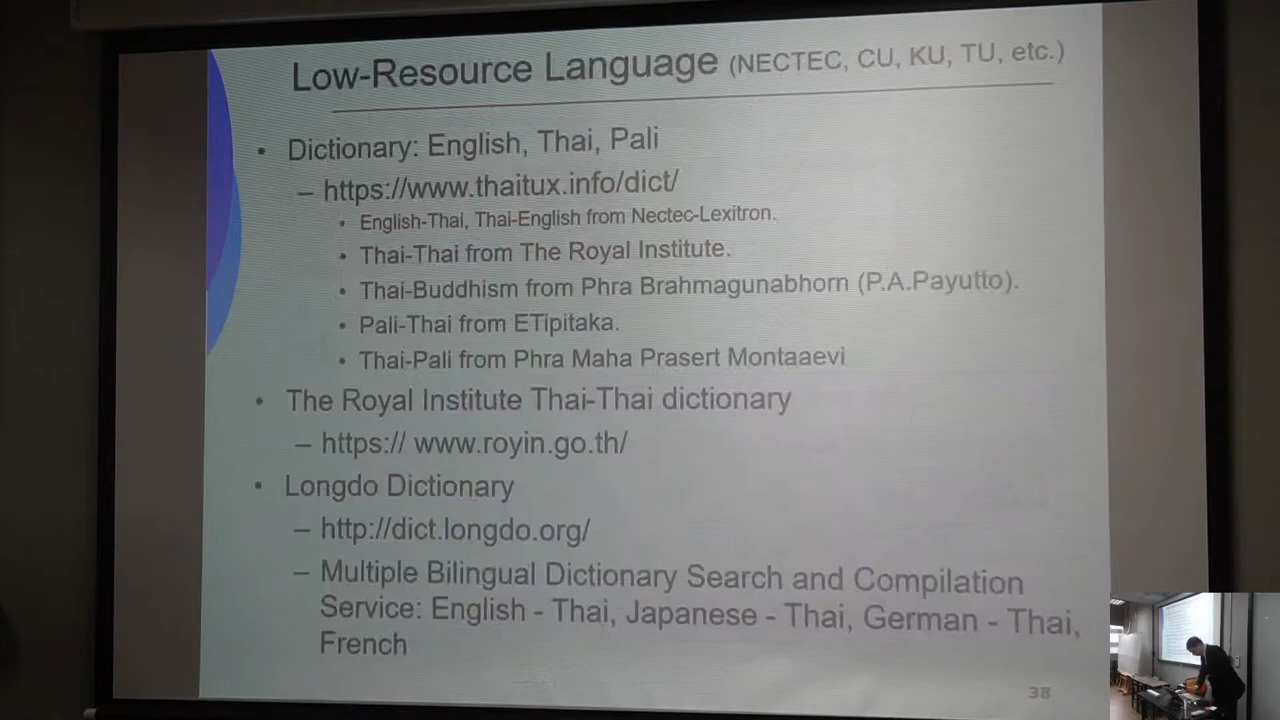 Low-Resource Language (NECTEC, CU, KU, TU, etc.)
• Dictionary: English, Thai, Pali
– https://www.thaitux.info/dict/
• English-Thai, Thai-English from Nectec-Lexitron.
• Thai-Thai from The Royal Institute.
• Thai-Buddhism from Phra Brahmagunabhorn (P.A.Payutto).
• Pali-Thai from ETipitaka.
• Thai-Pali from Phra Maha Prasert Montaaevi
• The Royal Institute Thai-Thai dictionary
– https:// www.royin.go.th/
• Longdo Dictionary
– http://dict.longdo.org/
– Multiple Bilingual Dictionary Search and Compilation
Service: English - Thai, Japanese - Thai, German - Thai,
French
38